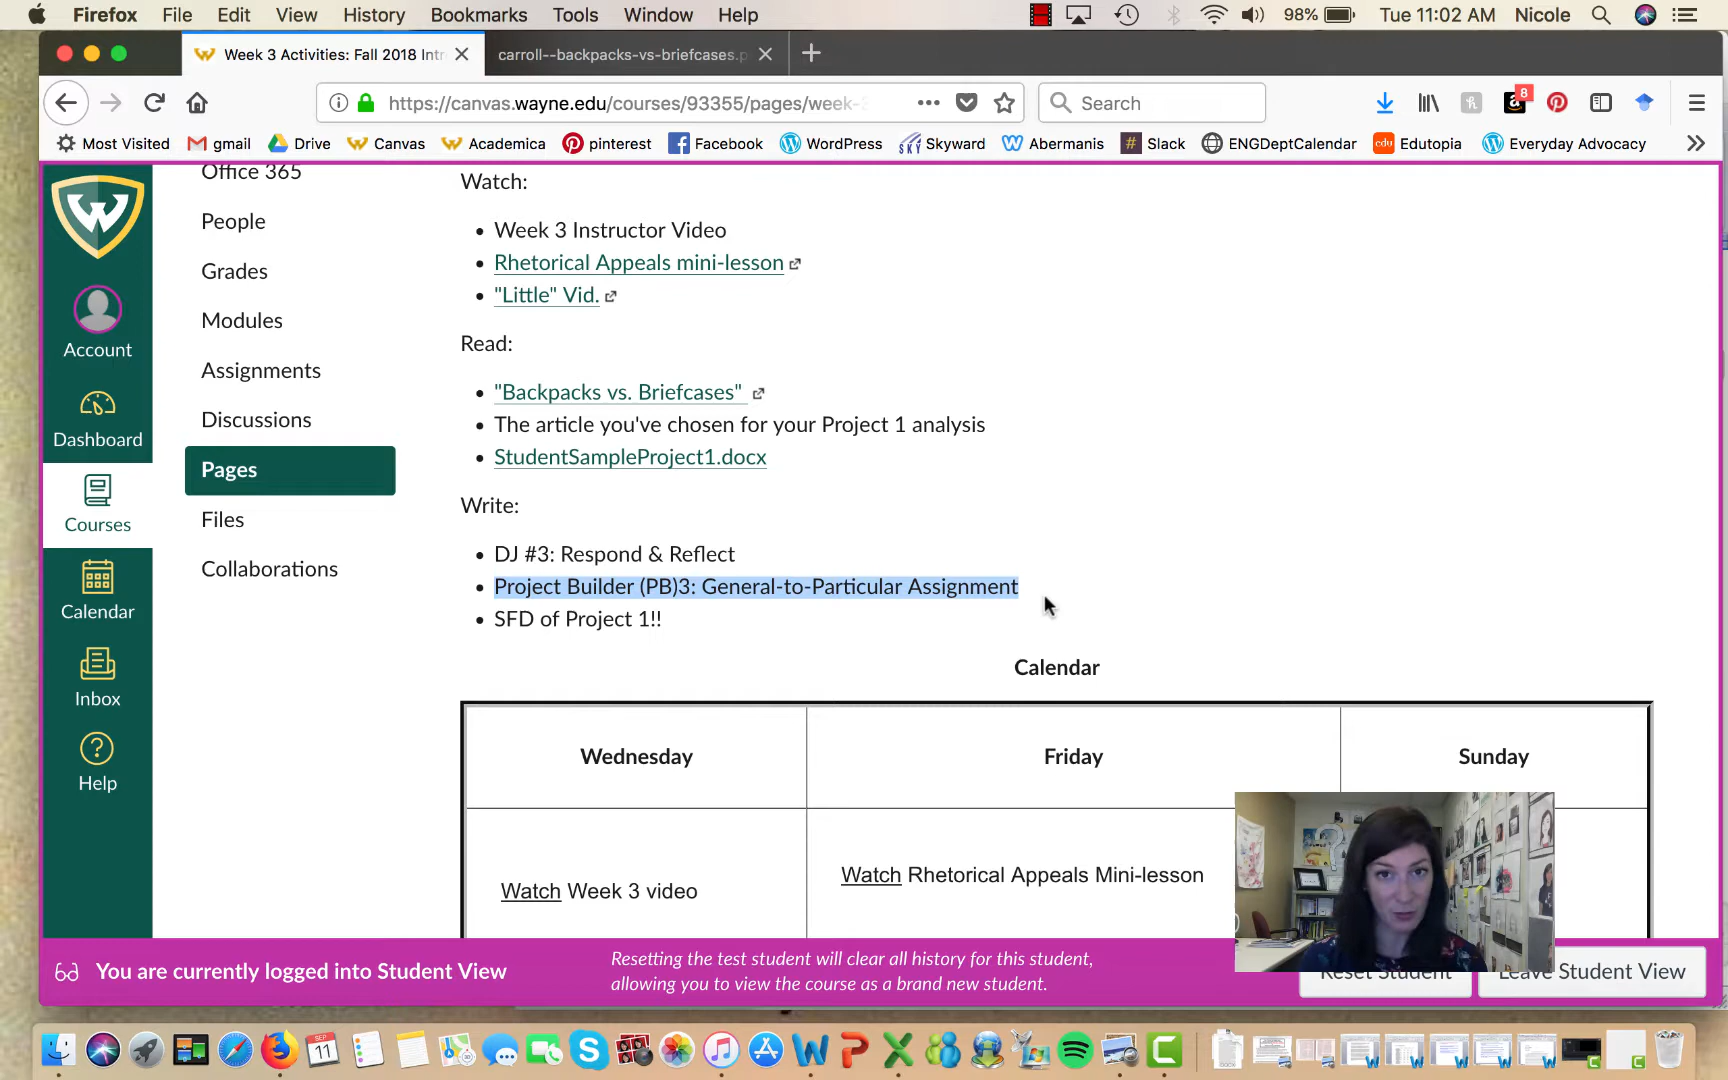 Firefox File Edit View History Bookmarks Tools Window Help 98% Tue 11:02 AM Nicole
Week 3 Activities: Fall 2018 Intr
carroll--backpacks-vs-briefcases.p
https://canvas.wayne.edu/courses/93355/pages/week-3
Search
8
Most Visited gmail Drive Canvas Academica pinterest Facebook WordPress Skyward Abermanis Slack ENGDeptCalendar Edutopia Everyday Advocacy
Account
Dashboard
Courses
Calendar
Inbox
Help
Office 365
People
Grades
Modules
Assignments
Discussions
Pages
Files
Collaborations
Watch:
Week 3 Instructor Video
Rhetorical Appeals mini-lesson
"Little" Vid.
Read:
"Backpacks vs. Briefcases"
The article you've chosen for your Project 1 analysis
StudentSampleProject1.docx
Write:
DJ #3: Respond & Reflect
Project Builder (PB)3: General-to-Particular Assignment
SFD of Project 1!!
Calendar
Wednesday Friday Sunday
Watch Week 3 video
Watch Rhetorical Appeals Mini-lesson
You are currently logged into Student View
Resetting the test student will clear all history for this student,
allowing you to view the course as a brand new student.
Reset Student
Leave Student View
SEP
11